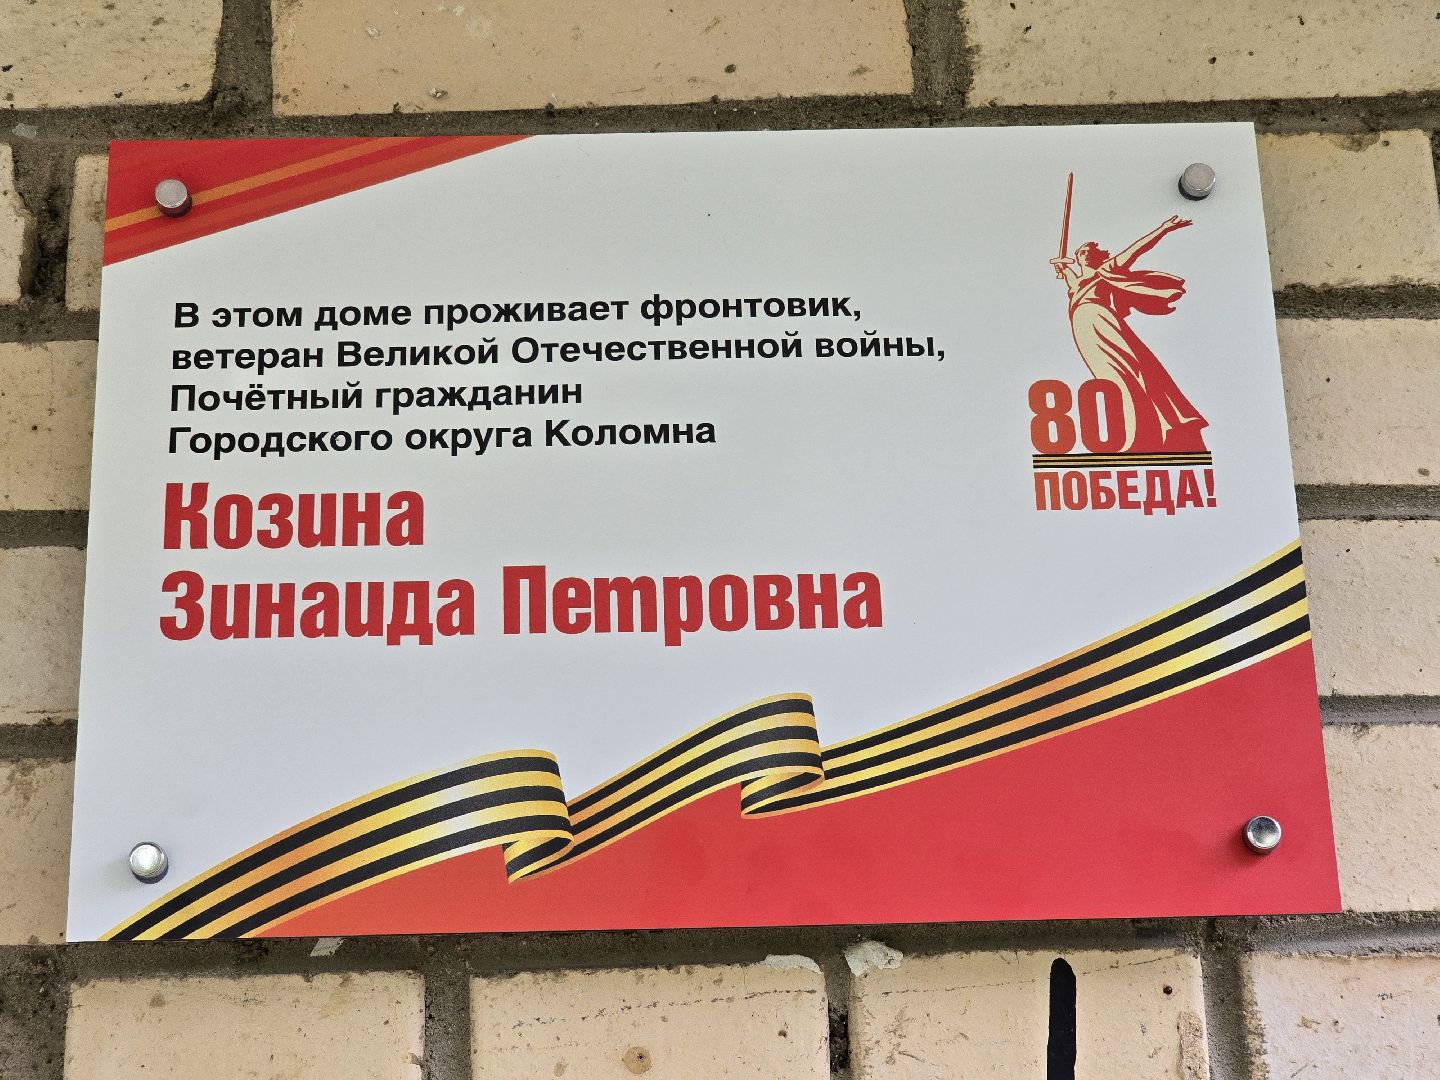 В этом доме проживает фронтовик,
ветеран Великой Отечественной войны,
Почётный гражданин
Городского округа Коломна
Козина
Зинаида Петровна
80
ПОБЕДА!